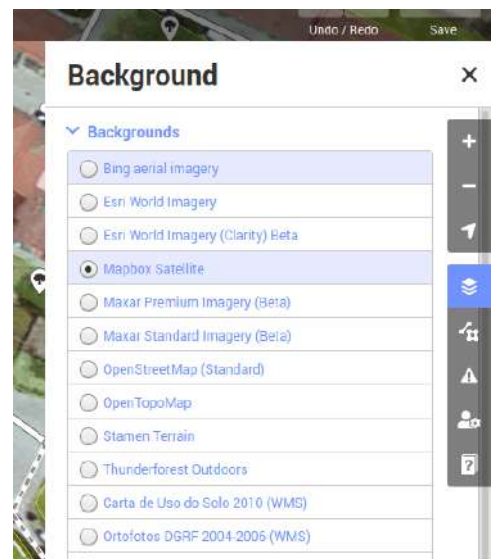 Undo / Redo Save
Background
Backgrounds
Bing aerial imagery
Esri World Imagery
Esri World Imagery (Clarity) Beta
Mapbox Satellite
Maxar Premium Imagery (Beta)
Maxar Standard Imagery (Beta)
OpenStreetMap (Standard)
OpenTopoMap
Stamen Terrain
Thunderforest Outdoors
Carta de Uso do Solo 2010 (WMS)
Ortofotos DGRF 2004-2006 (WMS)